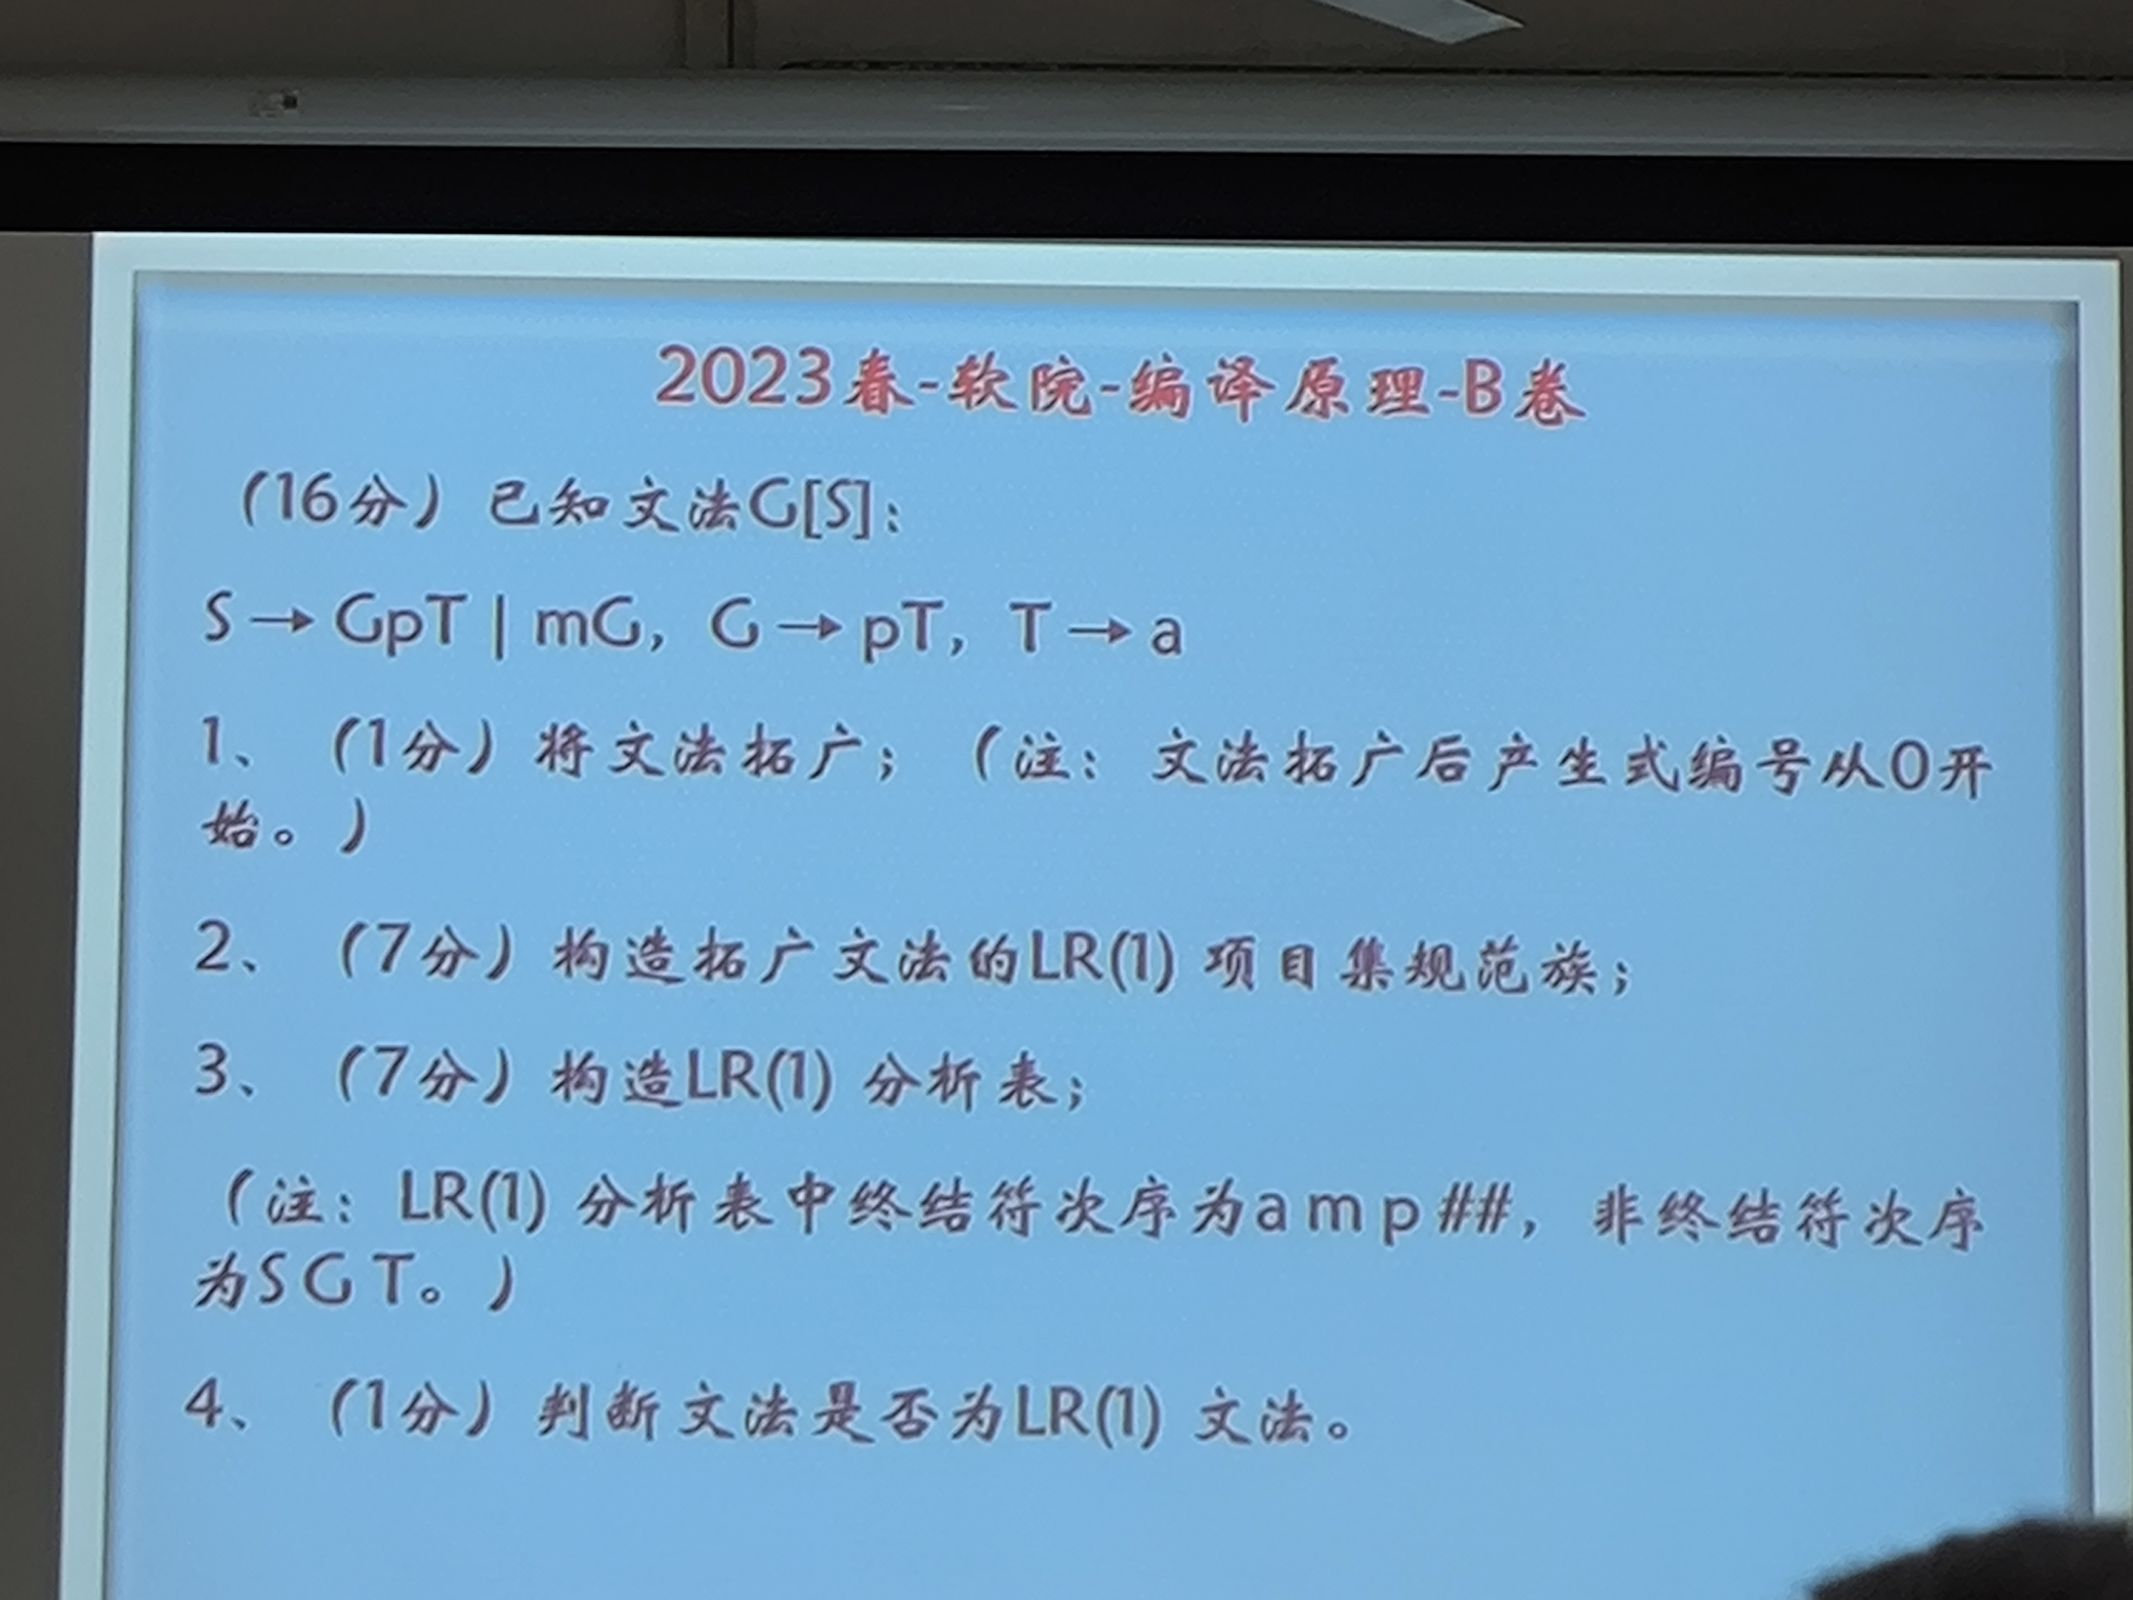 2023春-软院-编译原理-B卷
（16分）已知文法G[S]：
S→GpT | mG，G→pT，T→a
1、（1分）将文法拓广；（注：文法拓广后产生式编号从0开
始。）
2、（7分）构造拓广文法的LR(1) 项目集规范族；
3、（7分）构造LR(1) 分析表；
（注：LR(1) 分析表中终结符次序为a m p ##，非终结符次序
为S G T。）
4、（1分）判断文法是否为LR(1) 文法。